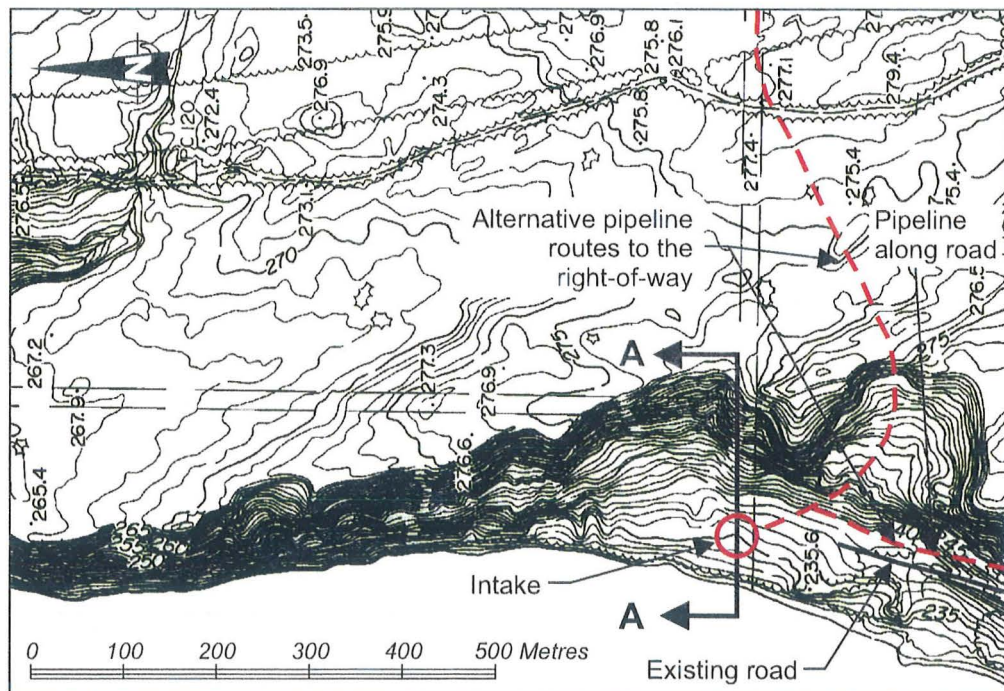 273.5
275.9
276.9
275.8
276.1
N
PC 120
272.4
276.9
274.3
275.8
277.1
279.4
276.5
273.1
277.4
275.4
75.4
Alternative pipeline
routes to the
right-of-way
Pipeline
along road
270
276.5
267.2
267.9
277.3
276.9
275
A
275
265.4
276.6
250
Intake
235.6
235
A
0 100 200 300 400 500 Metres
Existing road